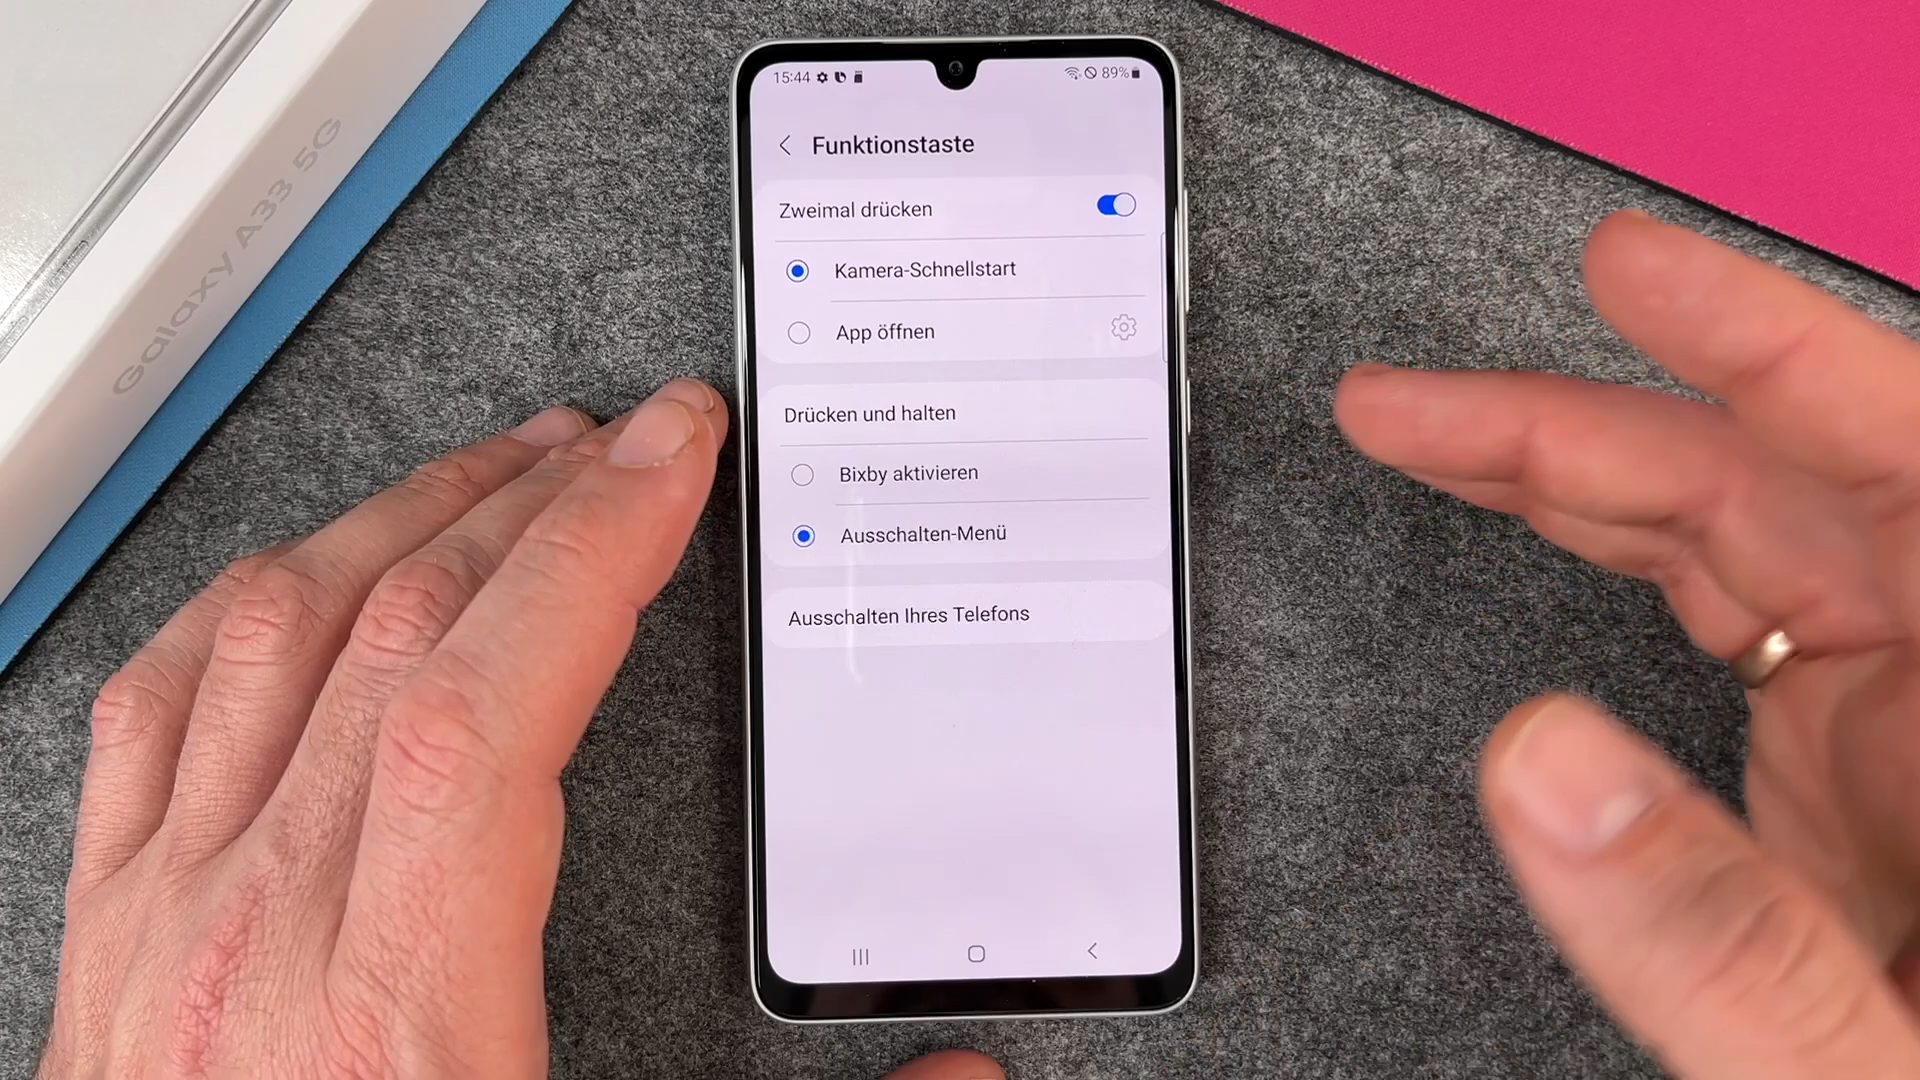 Galaxy A33 5G
15:44
89%
Funktionstaste
Zweimal drücken
Kamera-Schnellstart
App öffnen
Drücken und halten
Bixby aktivieren
Ausschalten-Menü
Ausschalten Ihres Telefons